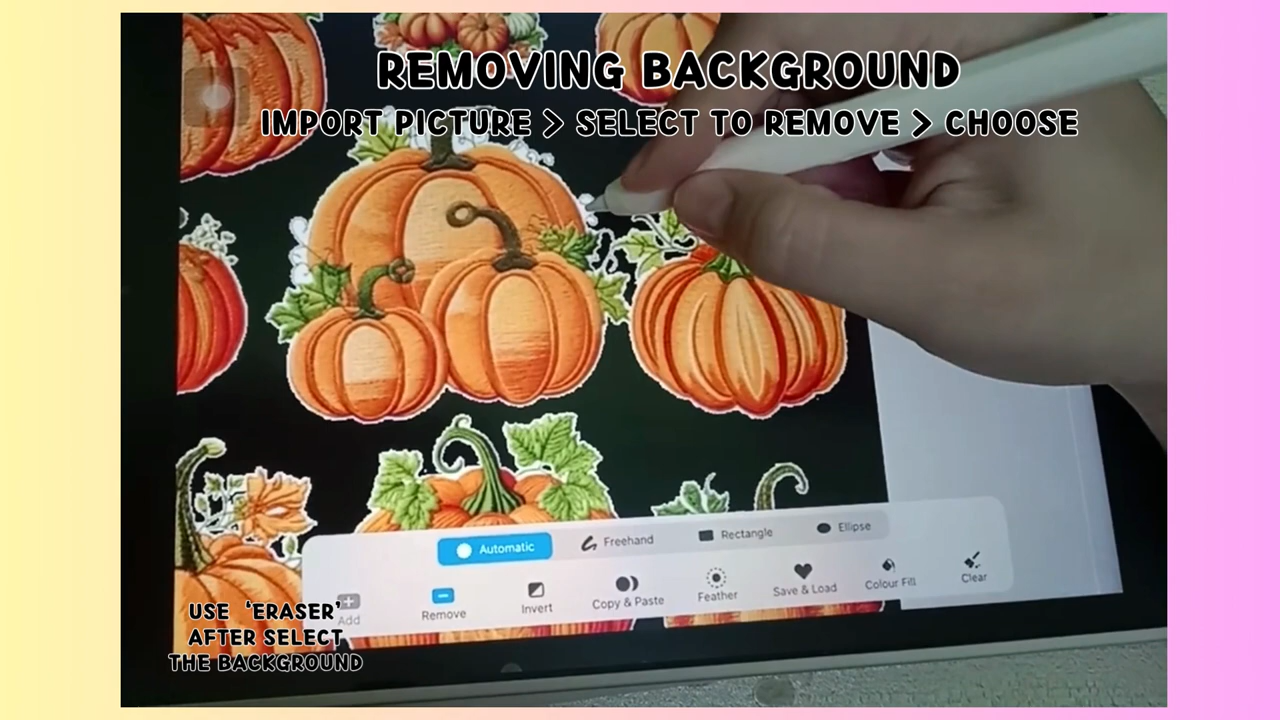 REMOVING BACKGROUND
IMPORT PICTURE > SELECT TO REMOVE > CHOOSE
Automatic Freehand Rectangle Ellipse
Add Remove Invert Copy & Paste Feather Save & Load Colour Fill Clear
USE 'ERASER'
AFTER SELECT
THE BACKGROUND